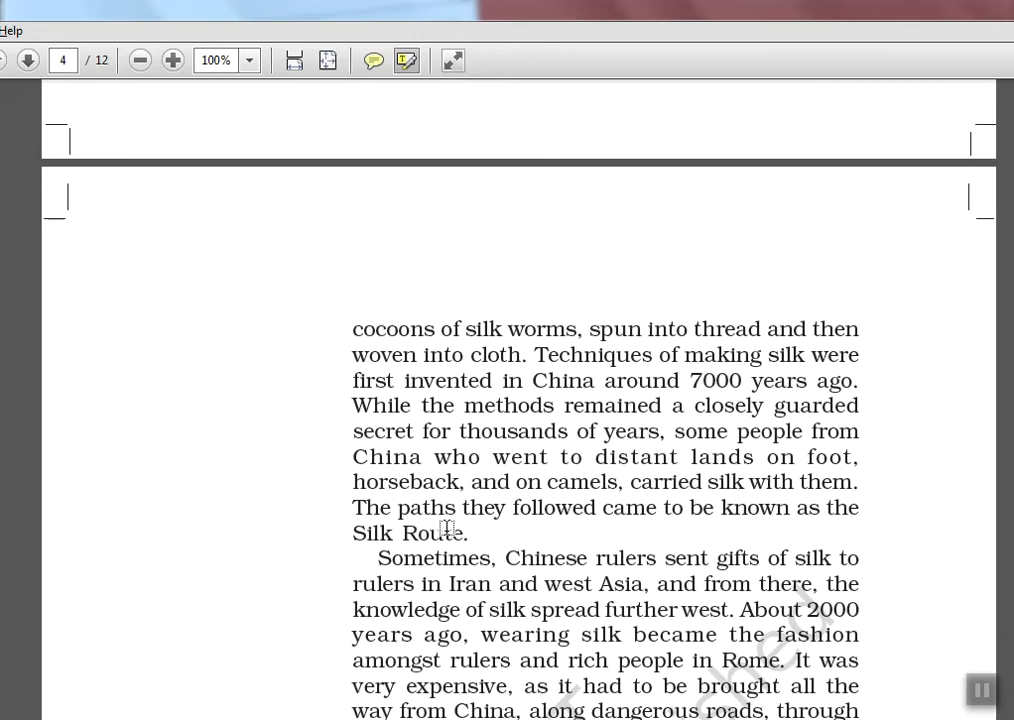 Help
4 / 12 100%
cocoons of silk worms, spun into thread and then
woven into cloth. Techniques of making silk were
first invented in China around 7000 years ago.
While the methods remained a closely guarded
secret for thousands of years, some people from
China who went to distant lands on foot,
horseback, and on camels, carried silk with them.
The paths they followed came to be known as the
Silk Route.
Sometimes, Chinese rulers sent gifts of silk to
rulers in Iran and west Asia, and from there, the
knowledge of silk spread further west. About 2000
years ago, wearing silk became the fashion
amongst rulers and rich people in Rome. It was
very expensive, as it had to be brought all the
way from China, along dangerous roads, through